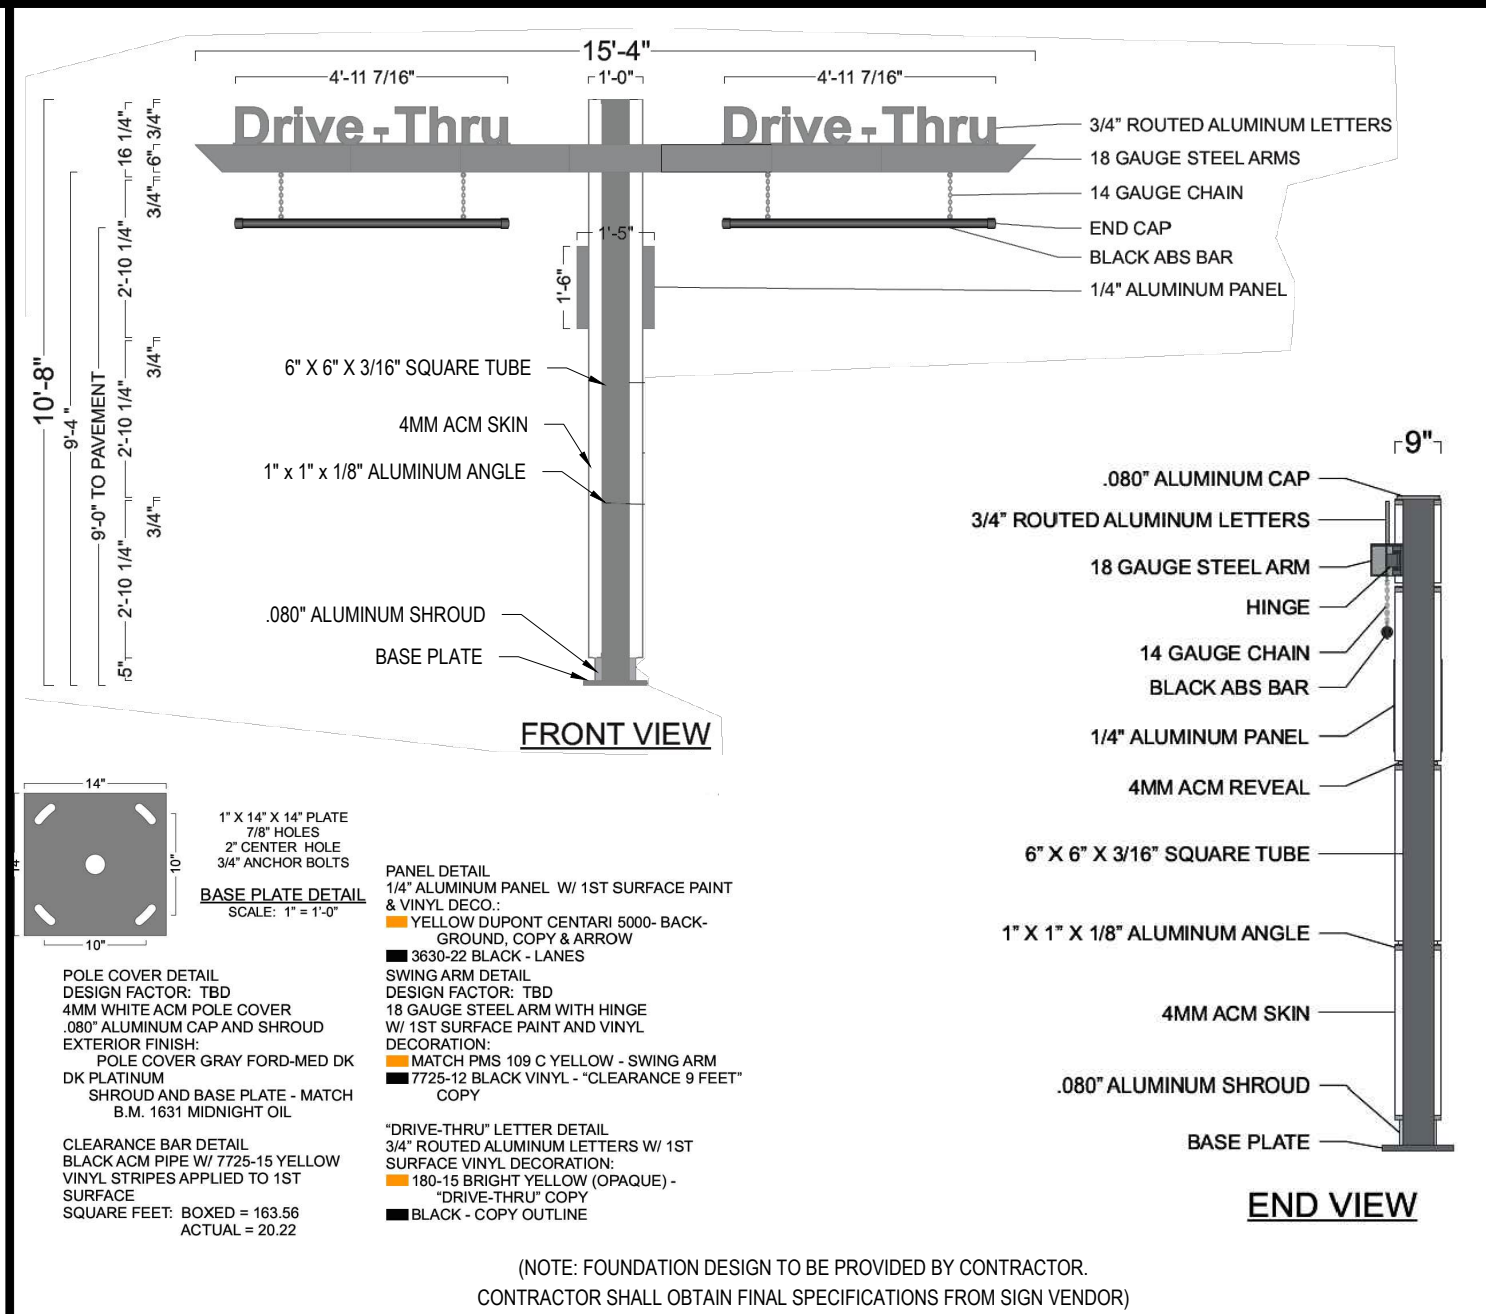 15'-4"
4'-11 7/16"
1'-0"
4'-11 7/16"
Drive-Thru
Drive-Thru
3/4" ROUTED ALUMINUM LETTERS
18 GAUGE STEEL ARMS
14 GAUGE CHAIN
END CAP
BLACK ABS BAR
1/4" ALUMINUM PANEL
1'-5"
1'-6"
10'-8"
9'-4"
9'-0" TO PAVEMENT
16 1/4"
2'-10 1/4"
2'-10 1/4"
2'-10 1/4"
5"
3/4"
6"
3/4"
3/4"
3/4"
6" X 6" X 3/16" SQUARE TUBE
4MM ACM SKIN
1" x 1" x 1/8" ALUMINUM ANGLE
.080" ALUMINUM SHROUD
BASE PLATE
FRONT VIEW
9"
.080" ALUMINUM CAP
3/4" ROUTED ALUMINUM LETTERS
18 GAUGE STEEL ARM
HINGE
14 GAUGE CHAIN
BLACK ABS BAR
1/4" ALUMINUM PANEL
4MM ACM REVEAL
6" X 6" X 3/16" SQUARE TUBE
1" X 1" X 1/8" ALUMINUM ANGLE
4MM ACM SKIN
.080" ALUMINUM SHROUD
BASE PLATE
END VIEW
14"
10"
10"
1" X 14" X 14" PLATE
7/8" HOLES
2" CENTER HOLE
3/4" ANCHOR BOLTS
BASE PLATE DETAIL
SCALE: 1" = 1'-0"
POLE COVER DETAIL
DESIGN FACTOR: TBD
4MM WHITE ACM POLE COVER
.080" ALUMINUM CAP AND SHROUD
EXTERIOR FINISH:
POLE COVER GRAY FORD-MED DK
DK PLATINUM
SHROUD AND BASE PLATE - MATCH
B.M. 1631 MIDNIGHT OIL
CLEARANCE BAR DETAIL
BLACK ACM PIPE W/ 7725-15 YELLOW
VINYL STRIPES APPLIED TO 1ST
SURFACE
SQUARE FEET: BOXED = 163.56
ACTUAL = 20.22
PANEL DETAIL
1/4" ALUMINUM PANEL W/ 1ST SURFACE PAINT
& VINYL DECO.:
YELLOW DUPONT CENTARI 5000- BACK-
GROUND, COPY & ARROW
3630-22 BLACK - LANES
SWING ARM DETAIL
DESIGN FACTOR: TBD
18 GAUGE STEEL ARM WITH HINGE
W/ 1ST SURFACE PAINT AND VINYL
DECORATION:
MATCH PMS 109 C YELLOW - SWING ARM
7725-12 BLACK VINYL - "CLEARANCE 9 FEET"
COPY
"DRIVE-THRU" LETTER DETAIL
3/4" ROUTED ALUMINUM LETTERS W/ 1ST
SURFACE VINYL DECORATION:
180-15 BRIGHT YELLOW (OPAQUE) -
"DRIVE-THRU" COPY
BLACK - COPY OUTLINE
(NOTE: FOUNDATION DESIGN TO BE PROVIDED BY CONTRACTOR.
CONTRACTOR SHALL OBTAIN FINAL SPECIFICATIONS FROM SIGN VENDOR)